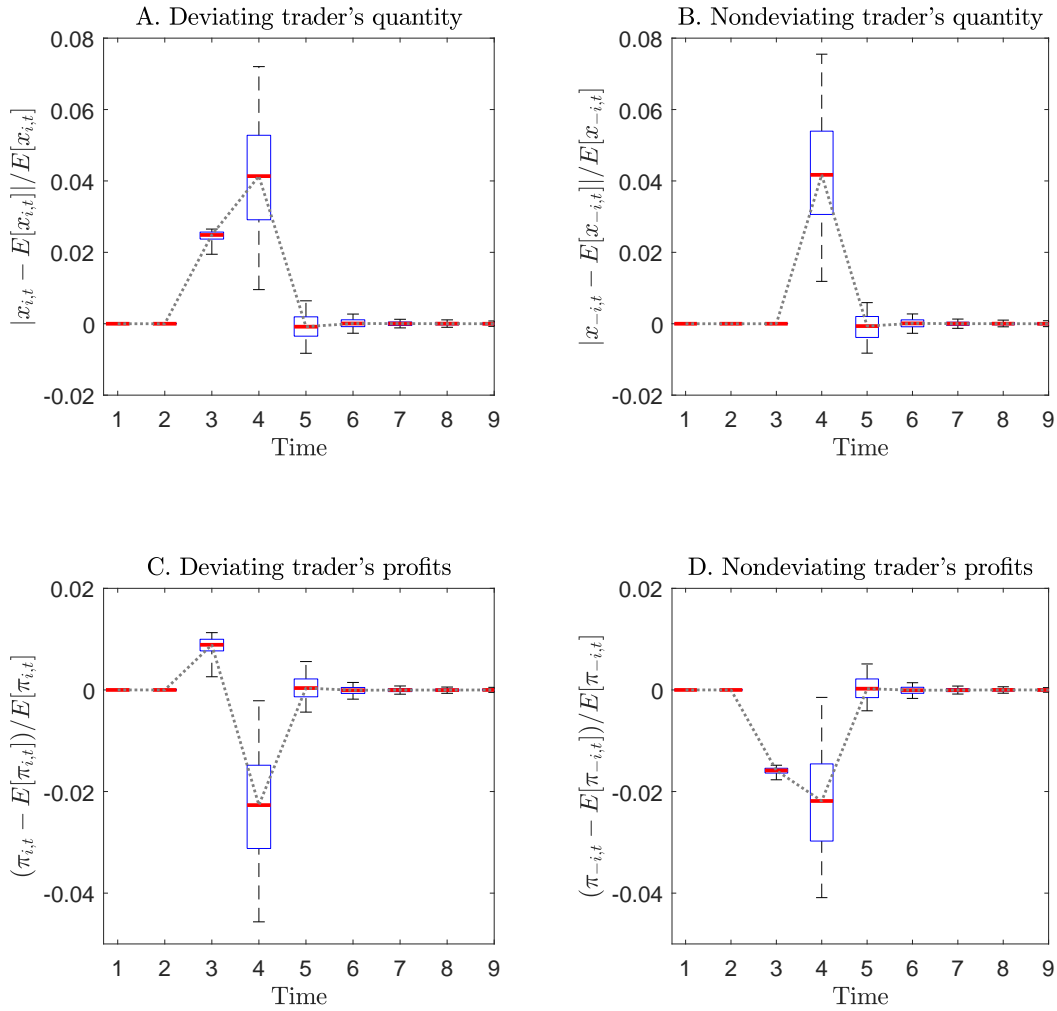 A. Deviating trader's quantity
|x_{i,t} − E[x_{i,t}]|/E[x_{i,t}]
0.08
0.06
0.04
0.02
0
-0.02
1 2 3 4 5 6 7 8 9
Time
B. Nondeviating trader's quantity
|x_{−i,t} − E[x_{−i,t}]|/E[x_{−i,t}]
0.08
0.06
0.04
0.02
0
-0.02
1 2 3 4 5 6 7 8 9
Time
C. Deviating trader's profits
(π_{i,t} − E[π_{i,t}])/E[π_{i,t}]
0.02
0
-0.02
-0.04
1 2 3 4 5 6 7 8 9
Time
D. Nondeviating trader's profits
(π_{−i,t} − E[π_{−i,t}])/E[π_{−i,t}]
0.02
0
-0.02
-0.04
1 2 3 4 5 6 7 8 9
Time